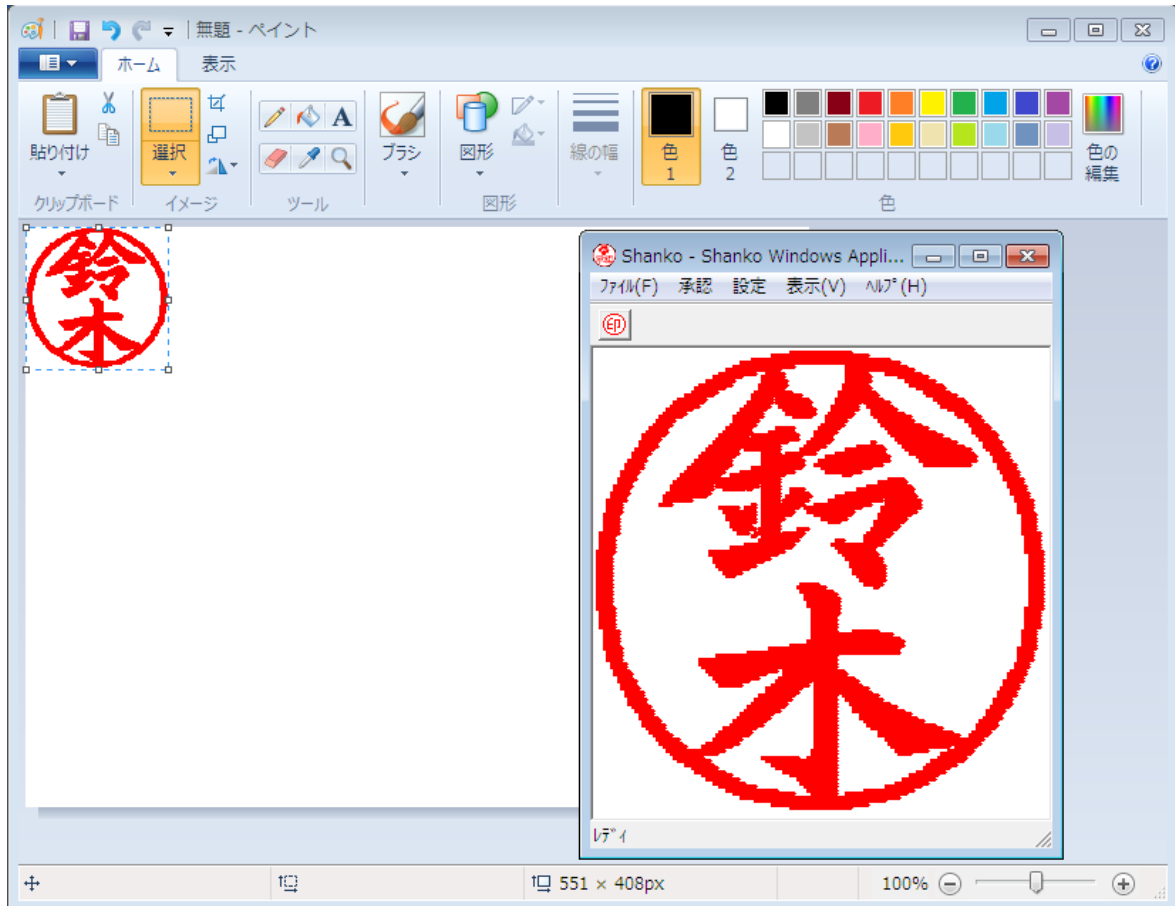 無題 - ペイント
ホーム 表示
貼り付け
選択
A
ブラシ
図形
線の幅
色
1
色
2
色の
編集
クリップボード
イメージ
ツール
図形
色
鈴
木
Shanko - Shanko Windows Appli...
ﾌｧｲﾙ(F) 承認 設定 表示(V) ﾍﾙﾌﾟ(H)
印
鈴
木
ﾚﾃﾞｨ
551 × 408px
100%